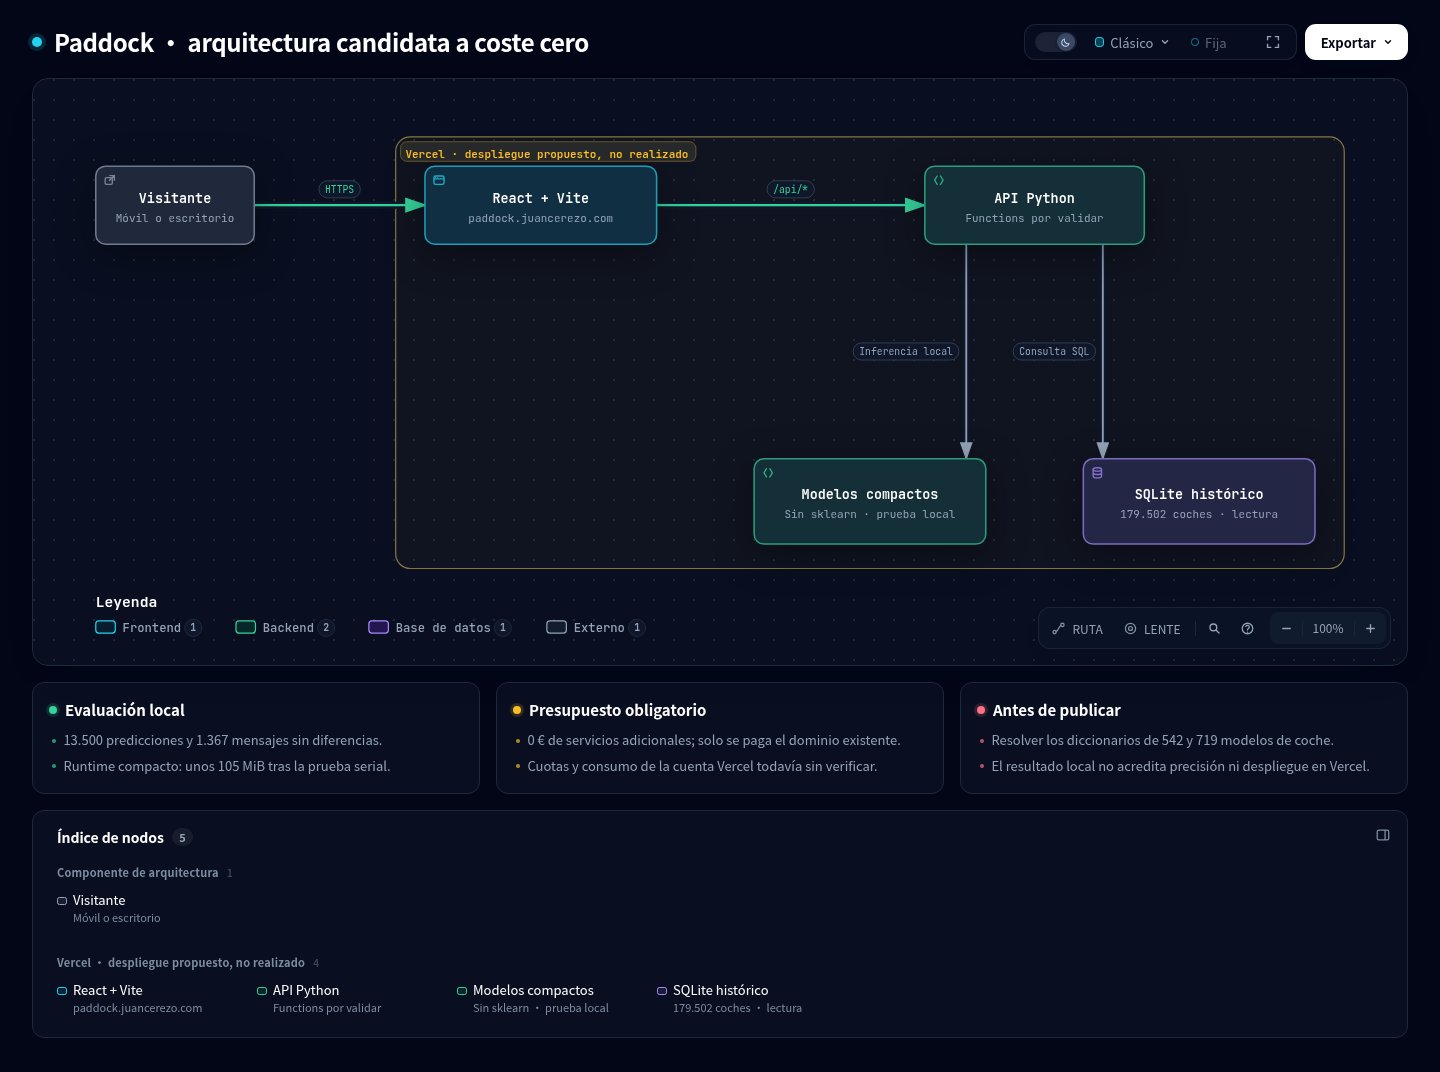 Paddock · arquitectura candidata a coste cero
Clásico
Fija
Exportar
Vercel · despliegue propuesto, no realizado
Visitante
Móvil o escritorio
HTTPS
React + Vite
paddock.juancerezo.com
/api/*
API Python
Functions por validar
Inferencia local
Consulta SQL
Modelos compactos
Sin sklearn · prueba local
SQLite histórico
179.502 coches · lectura
Leyenda
Frontend 1
Backend 2
Base de datos 1
Externo 1
RUTA
LENTE
100%
Evaluación local
• 13.500 predicciones y 1.367 mensajes sin diferencias.
• Runtime compacto: unos 105 MiB tras la prueba serial.
Presupuesto obligatorio
• 0 € de servicios adicionales; solo se paga el dominio existente.
• Cuotas y consumo de la cuenta Vercel todavía sin verificar.
Antes de publicar
• Resolver los diccionarios de 542 y 719 modelos de coche.
• El resultado local no acredita precisión ni despliegue en Vercel.
Índice de nodos 5
Componente de arquitectura 1
Visitante
Móvil o escritorio
Vercel · despliegue propuesto, no realizado 4
React + Vite
paddock.juancerezo.com
API Python
Functions por validar
Modelos compactos
Sin sklearn · prueba local
SQLite histórico
179.502 coches · lectura